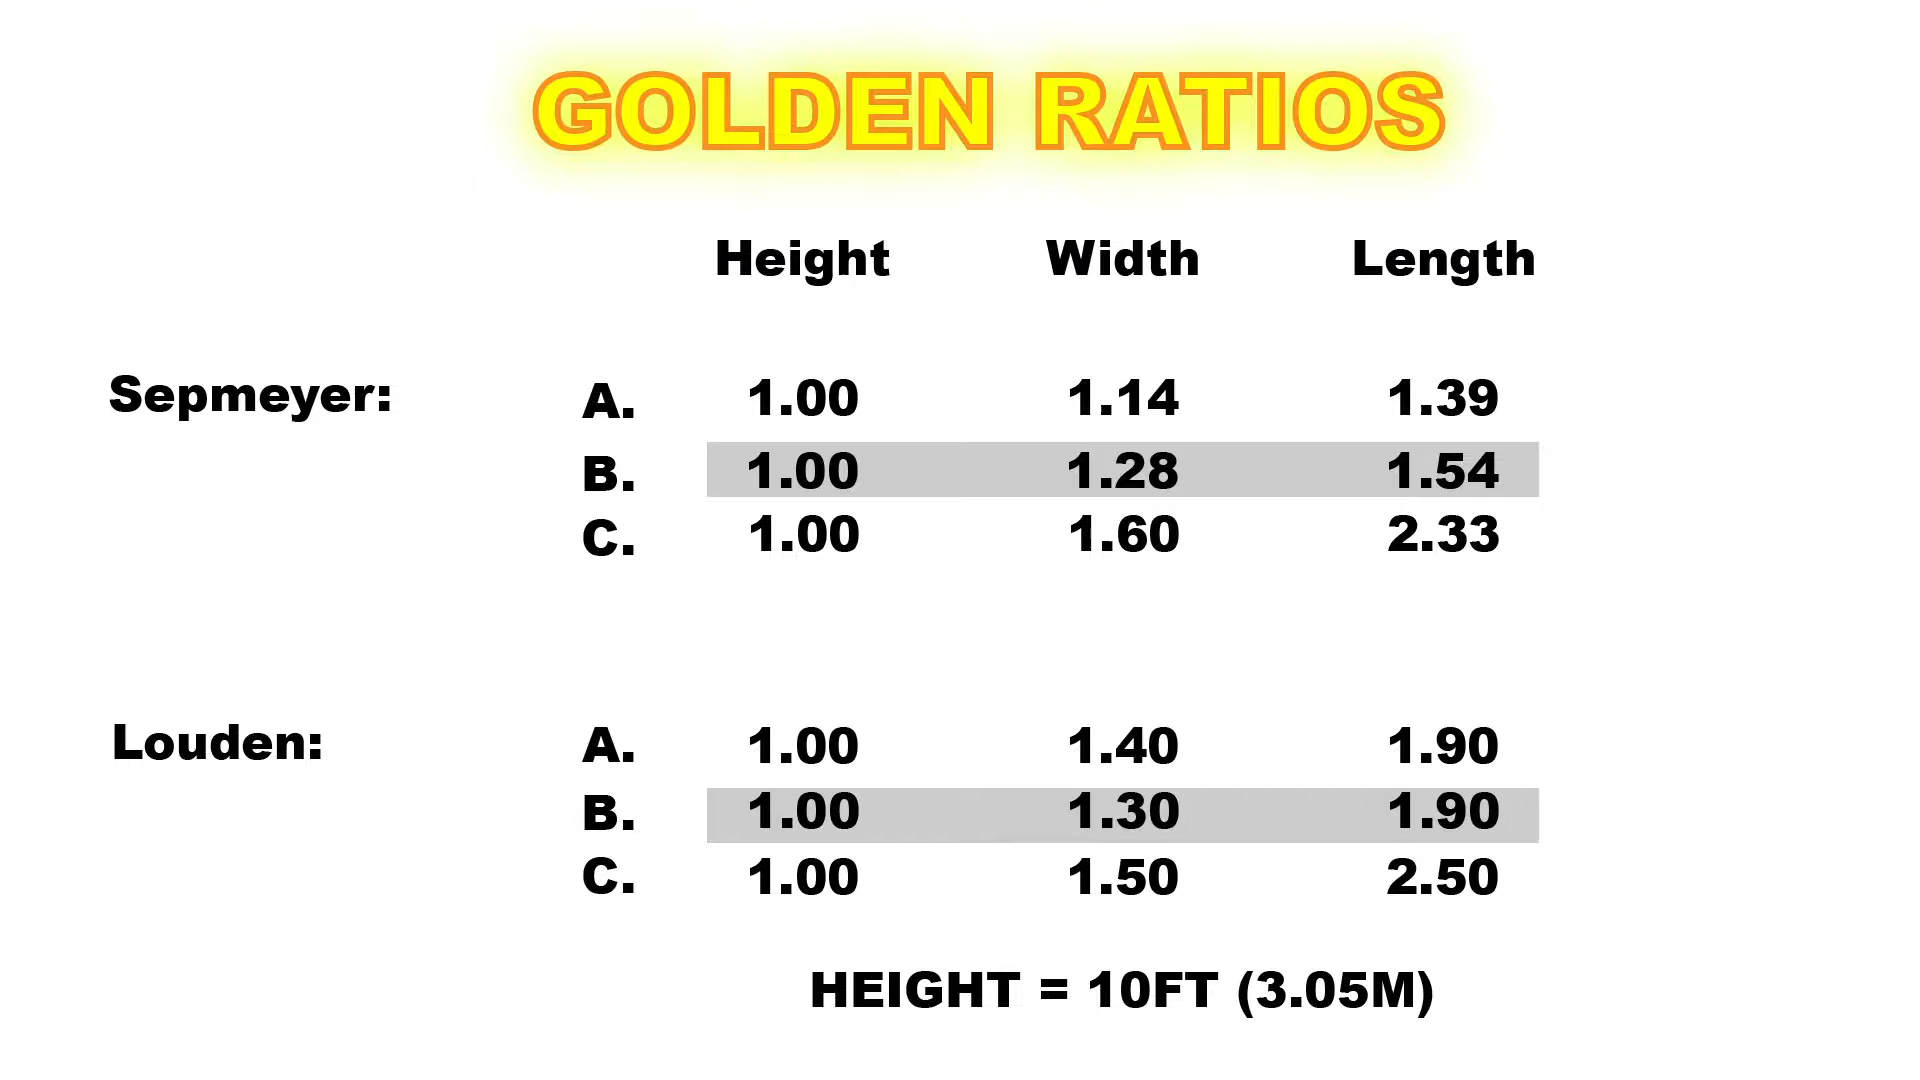 GOLDEN RATIOS
Height Width Length
Sepmeyer: A. 1.00 1.14 1.39
B. 1.00 1.28 1.54
C. 1.00 1.60 2.33
Louden: A. 1.00 1.40 1.90
B. 1.00 1.30 1.90
C. 1.00 1.50 2.50
HEIGHT = 10FT (3.05M)